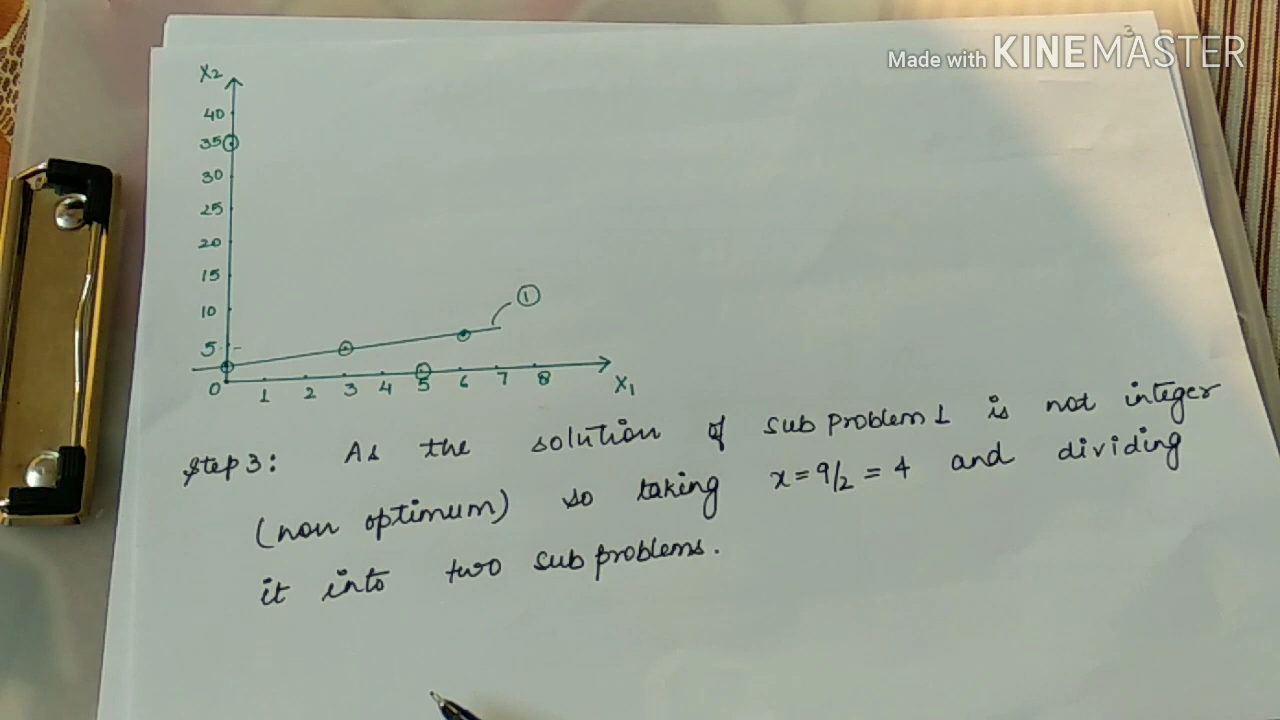 3
Made with KINEMASTER
X2
40
35
30
25
20
15
10
5
1
0 1 2 3 4 5 6 7 8
X1
Step 3: As the solution of sub problem 1 is not integer
(non optimum) so taking x = 9/2 = 4 and dividing
it into two sub problems.